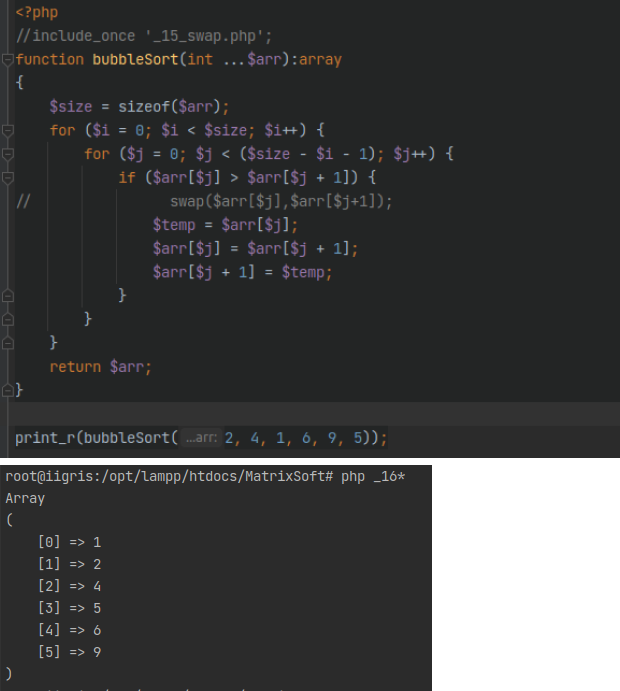 <?php
//include_once '_15_swap.php';
function bubbleSort(int ...$arr):array
{
    $size = sizeof($arr);
    for ($i = 0; $i < $size; $i++) {
        for ($j = 0; $j < ($size - $i - 1); $j++) {
            if ($arr[$j] > $arr[$j + 1]) {
//                swap($arr[$j],$arr[$j+1]);
                $temp = $arr[$j];
                $arr[$j] = $arr[$j + 1];
                $arr[$j + 1] = $temp;
            }
        }
    }
    return $arr;
}
print_r(bubbleSort( ...arr: 2, 4, 1, 6, 9, 5));
root@iigris:/opt/lampp/htdocs/MatrixSoft# php _16*
Array
(
    [0] => 1
    [1] => 2
    [2] => 4
    [3] => 5
    [4] => 6
    [5] => 9
)